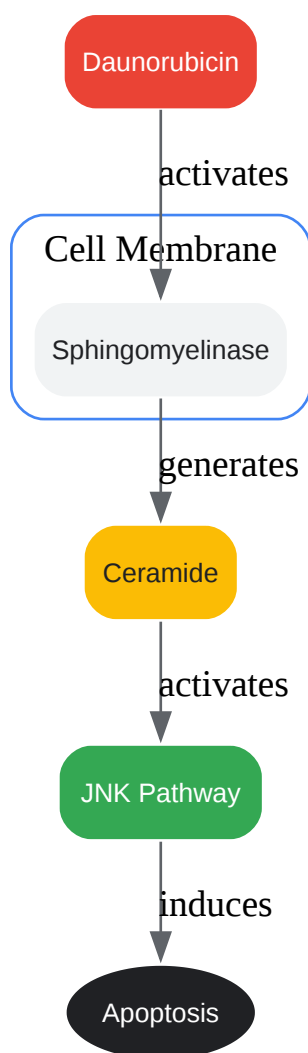 Daunorubicin
activates
Cell Membrane
Sphingomyelinase
generates
Ceramide
activates
JNK Pathway
induces
Apoptosis